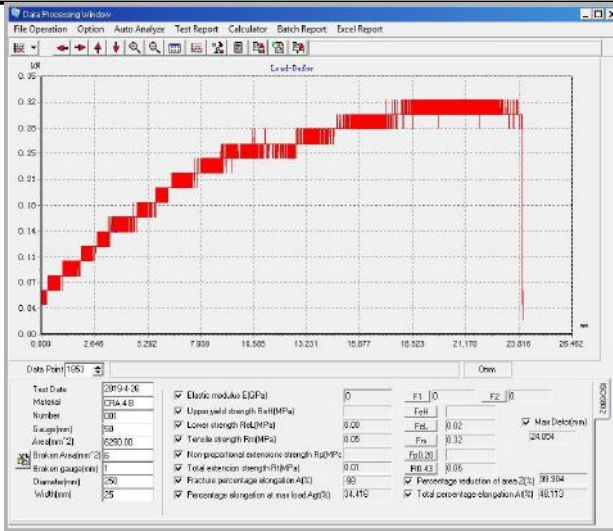 Data Processing Window
File Operation Option Auto Analyze Test Report Calculator Batch Report Excel Report
Load-Defor
kN
0.35
0.32
0.28
0.25
0.21
0.18
0.14
0.11
0.07
0.04
0.000 2.646 5.292 7.938 10.585 13.231 15.877 18.523 21.170 23.816 26.462
mm
Data Point 1853 0mm
Test Date 2019-4-26
Material CRA 4 B
Number 001
Gauge(mm) 50
Area(mm^2) 6250.00
Broken Area(mm^2) 6
Broken gauge(mm) 1
Diameter(mm) 250
Width(mm) 25
Elastic modulus E(GPa) 0
Upper yield strength ReH(MPa)
Lower strength ReL(MPa) 0.00
Tensile strength Rm(MPa) 0.05
Non-proportional extensions strength Rp(MPa)
Total extension strength Rt(MPa) 0.01
Fracture percentage elongation A(%) -98
Percentage elongation at max load Agt(%) 34.416
F1 0 F2 0
FeH
FeL 0.02
Fm 0.32
Fp0.20
Rt0.43 0.06
Max Defor(mm)
24.054
Percentage reduction of area Z(%) 99.904
Total percentage elongation At(%) 48.113
ISO6892